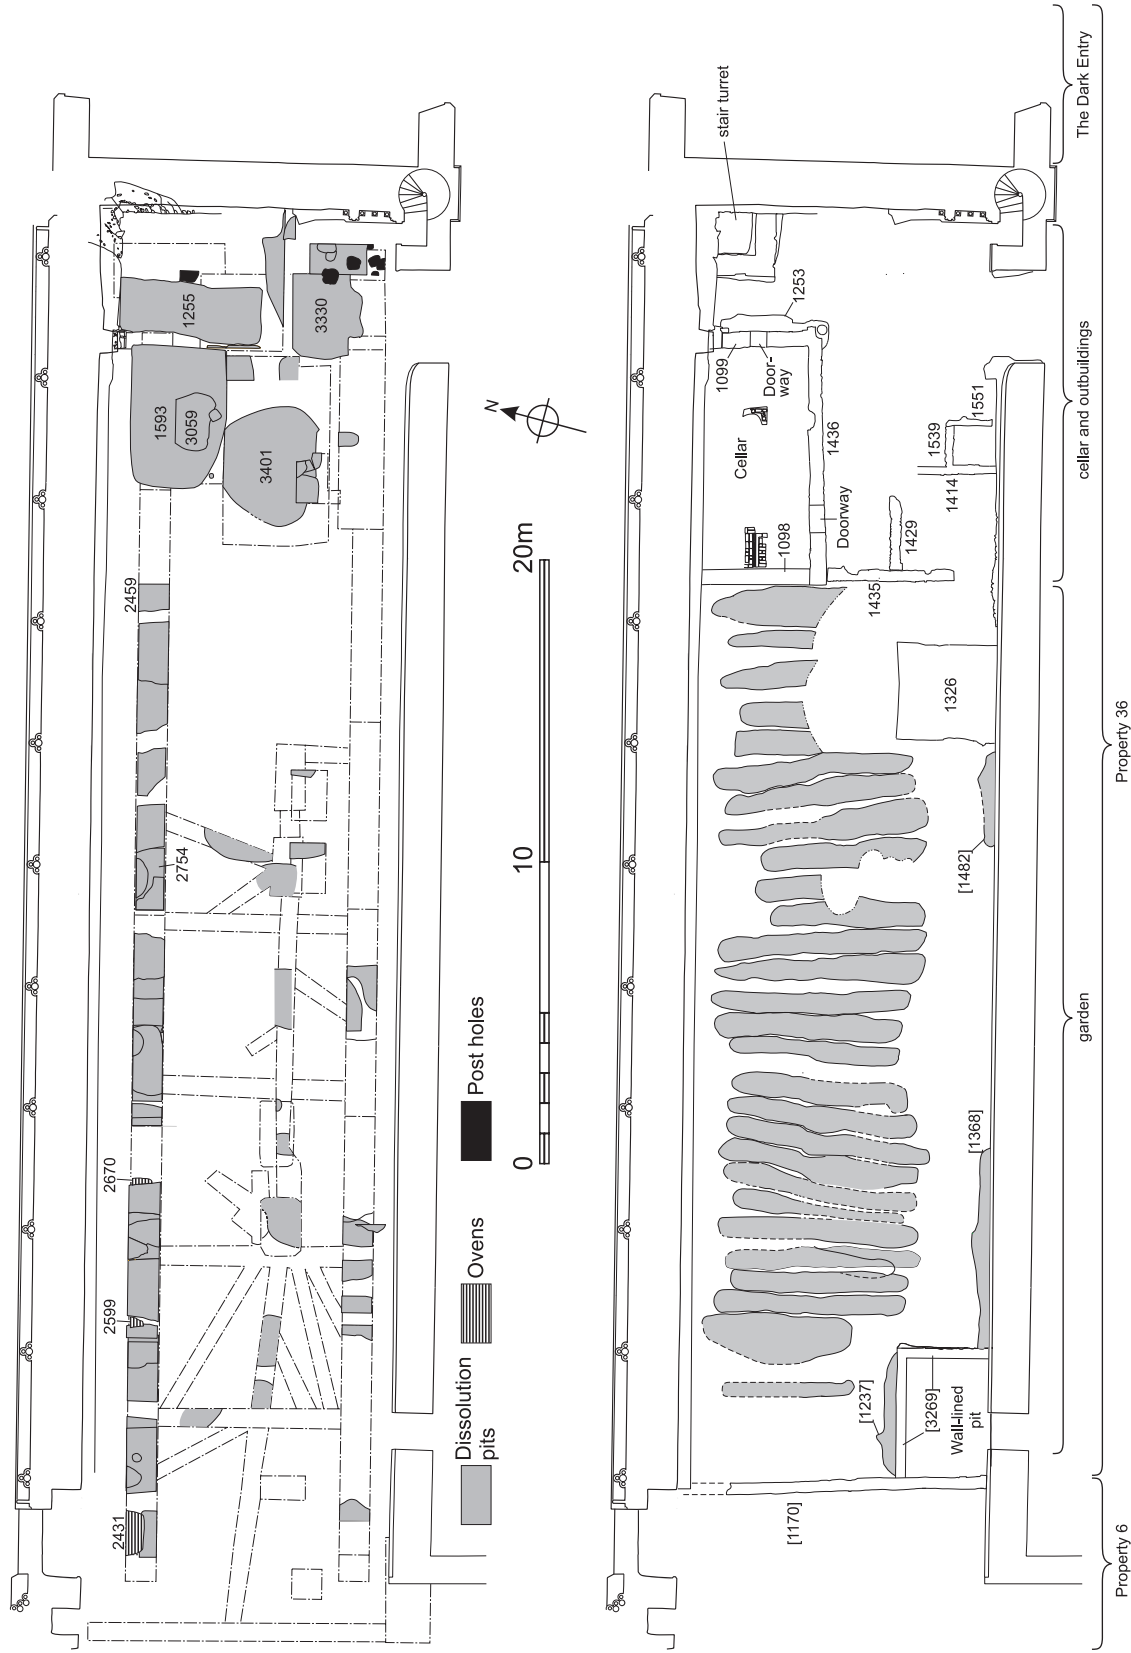 2431
2599
2670
2754
2459
1593
3059
3401
1255
3330
N
Dissolution
pits
Ovens
Post holes
0
10
20m
stair turret
1253
1099
Door-
way
Cellar
1436
Doorway
1098
1539
1551
1414
1429
1435
1326
[1482]
[1368]
[1237]
[3269]
Wall-lined
pit
[1170]
The Dark Entry
cellar and outbuildings
garden
Property 36
Property 6